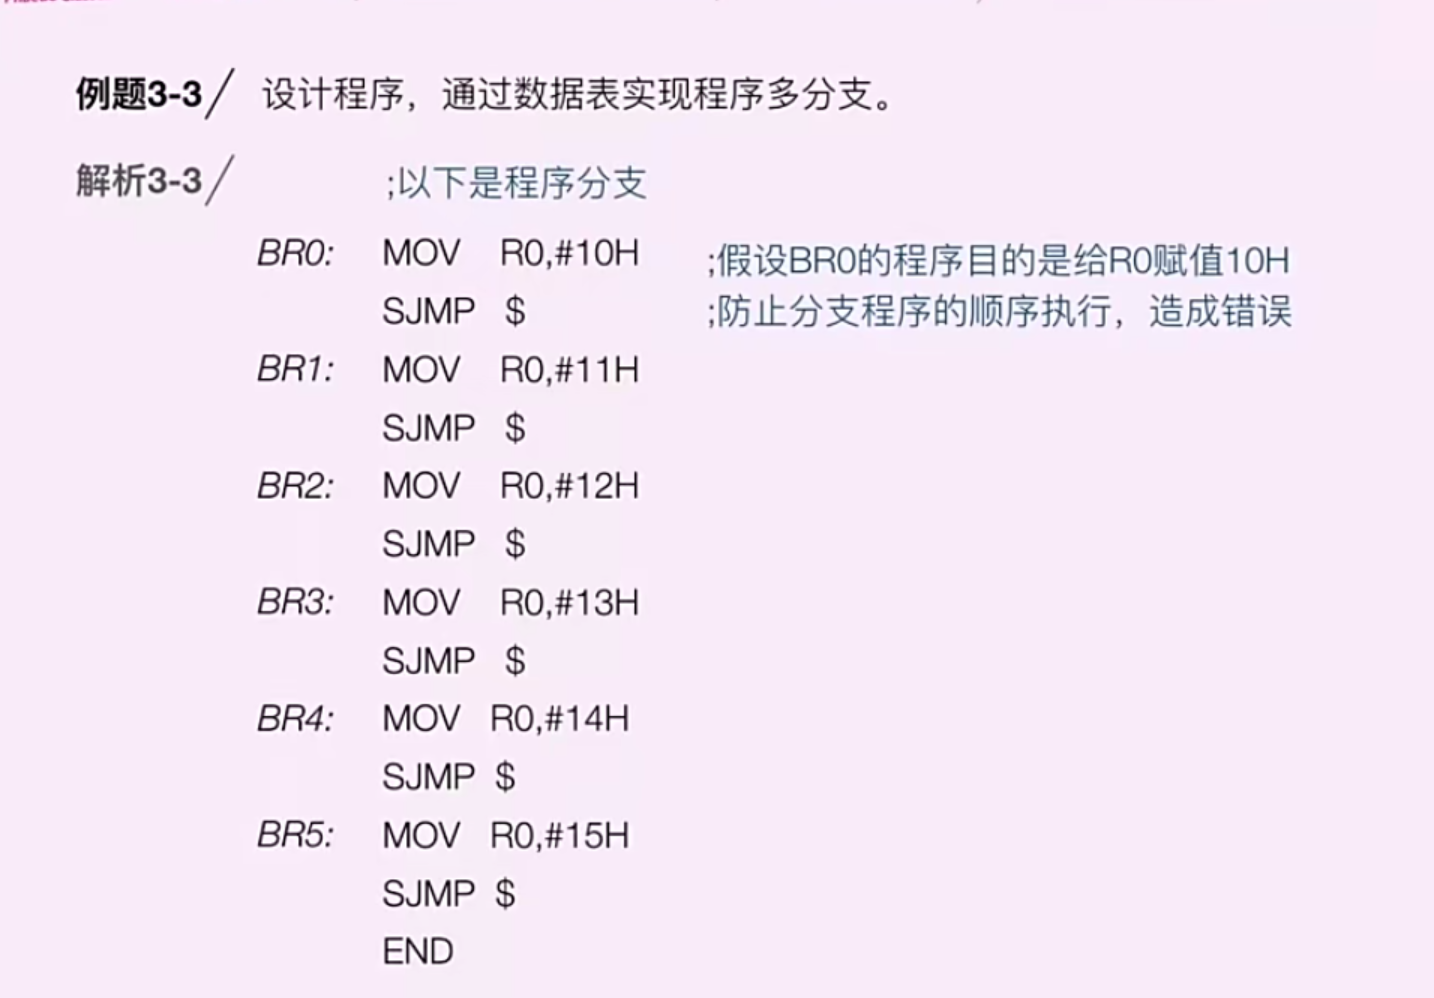 例题3-3/ 设计程序，通过数据表实现程序多分支。
解析3-3/ ;以下是程序分支
BR0: MOV R0,#10H ;假设BR0的程序目的是给R0赋值10H
SJMP $ ;防止分支程序的顺序执行，造成错误
BR1: MOV R0,#11H
SJMP $
BR2: MOV R0,#12H
SJMP $
BR3: MOV R0,#13H
SJMP $
BR4: MOV R0,#14H
SJMP $
BR5: MOV R0,#15H
SJMP $
END